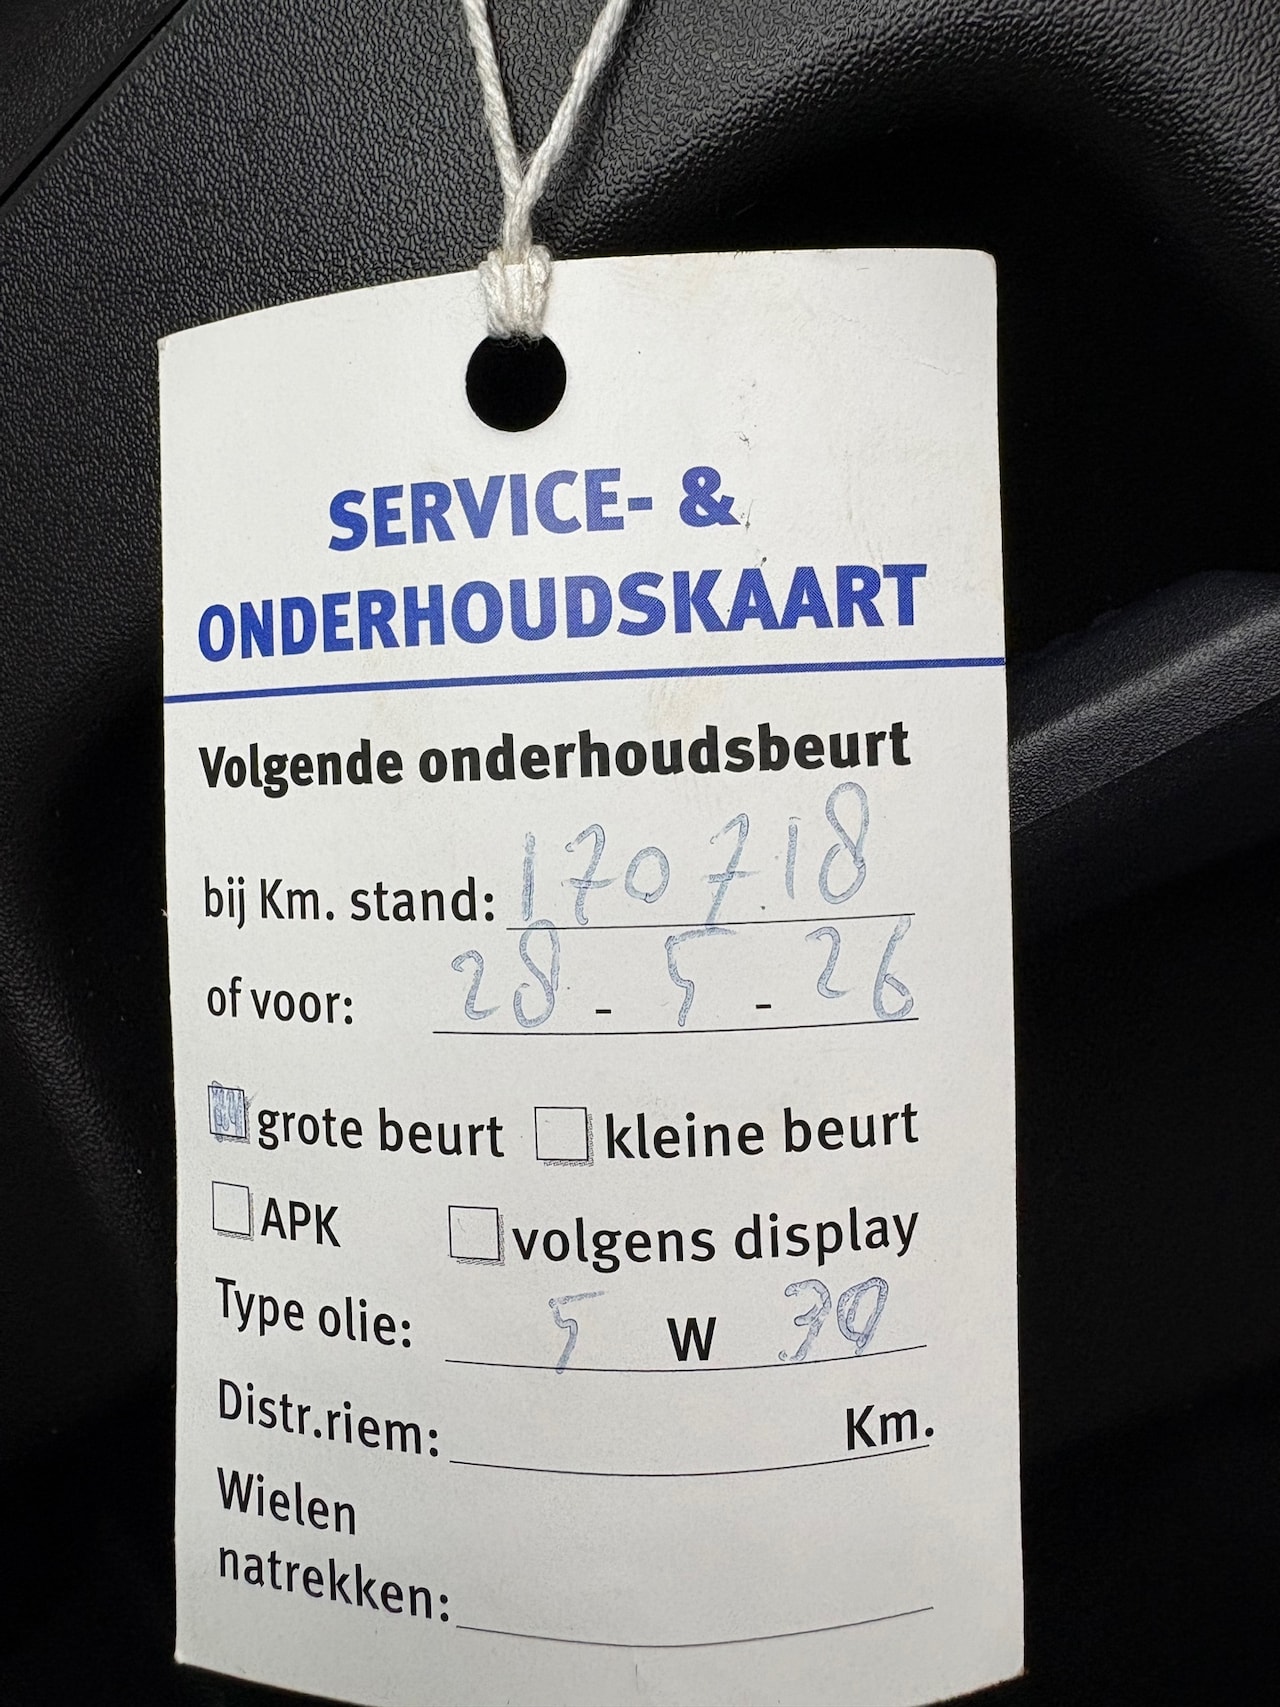 SERVICE- &
ONDERHOUDSKAART
Volgende onderhoudsbeurt
bij Km. stand: 170718
of voor: 28 - 5 - 26
grote beurt kleine beurt
APK volgens display
Type olie: 5 W 30
Distr.riem: Km.
Wielen
natrekken: